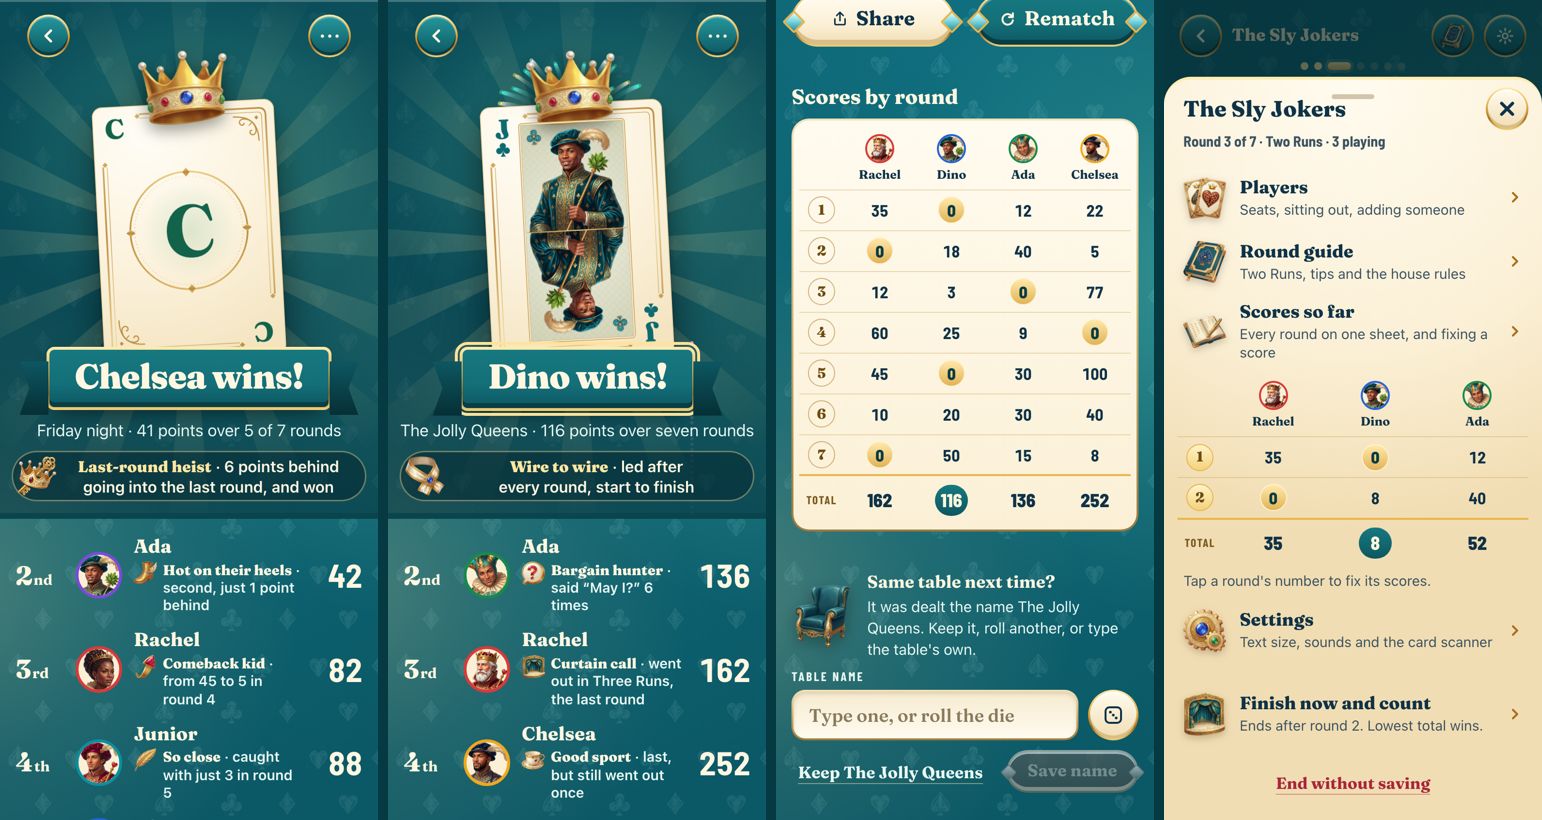 C
C
C
Chelsea wins!
Friday night · 41 points over 5 of 7 rounds
Last-round heist · 6 points behind
going into the last round, and won
Ada
2nd
Hot on their heels ·
second, just 1 point
behind
42
Rachel
3rd
Comeback kid ·
from 45 to 5 in
round 4
82
Junior
4th
So close · caught
with just 3 in round
5
88
J
J
Dino wins!
The Jolly Queens · 116 points over seven rounds
Wire to wire · led after
every round, start to finish
Ada
2nd
?
Bargain hunter ·
said “May I?” 6
times
136
Rachel
3rd
Curtain call · went
out in Three Runs,
the last round
162
Chelsea
4th
Good sport · last,
but still went out
once
252
Share
Rematch
Scores by round
Rachel Dino Ada Chelsea
1 35 0 12 22
2 0 18 40 5
3 12 3 0 77
4 60 25 9 0
5 45 0 30 100
6 10 20 30 40
7 0 50 15 8
TOTAL 162 116 136 252
Same table next time?
It was dealt the name The Jolly
Queens. Keep it, roll another, or type
the table's own.
TABLE NAME
Type one, or roll the die
Keep The Jolly Queens
Save name
The Sly Jokers
The Sly Jokers
Round 3 of 7 · Two Runs · 3 playing
Players
Seats, sitting out, adding someone
Round guide
Two Runs, tips and the house rules
Scores so far
Every round on one sheet, and fixing a
score
Rachel Dino Ada
1 35 0 12
2 0 8 40
TOTAL 35 8 52
Tap a round's number to fix its scores.
Settings
Text size, sounds and the card scanner
Finish now and count
Ends after round 2. Lowest total wins.
End without saving